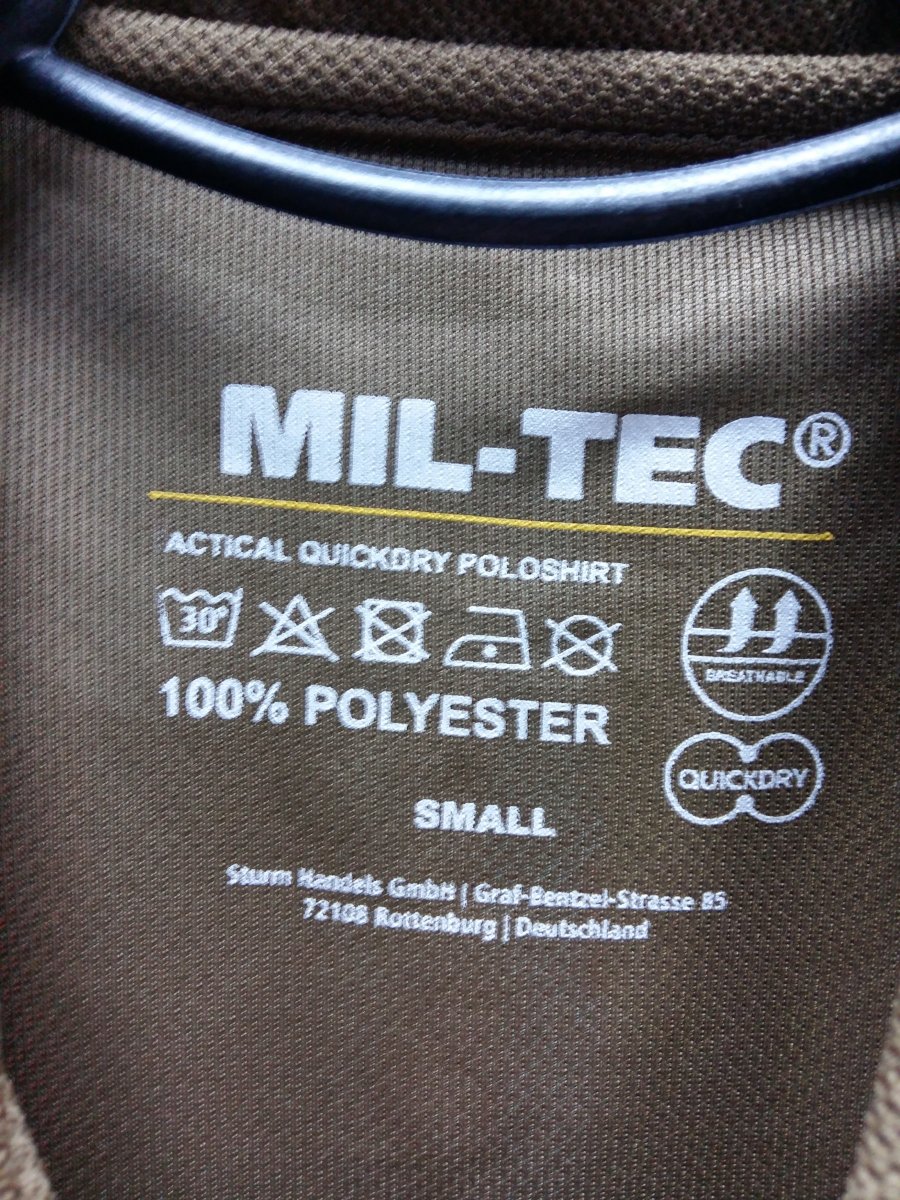 MIL-TEC®
ACTICAL QUICKDRY POLOSHIRT
30°
BREATHABLE
100% POLYESTER
QUICKDRY
SMALL
Sturm Handels GmbH | Graf-Bentzel-Strasse 85
72108 Rottenburg | Deutschland